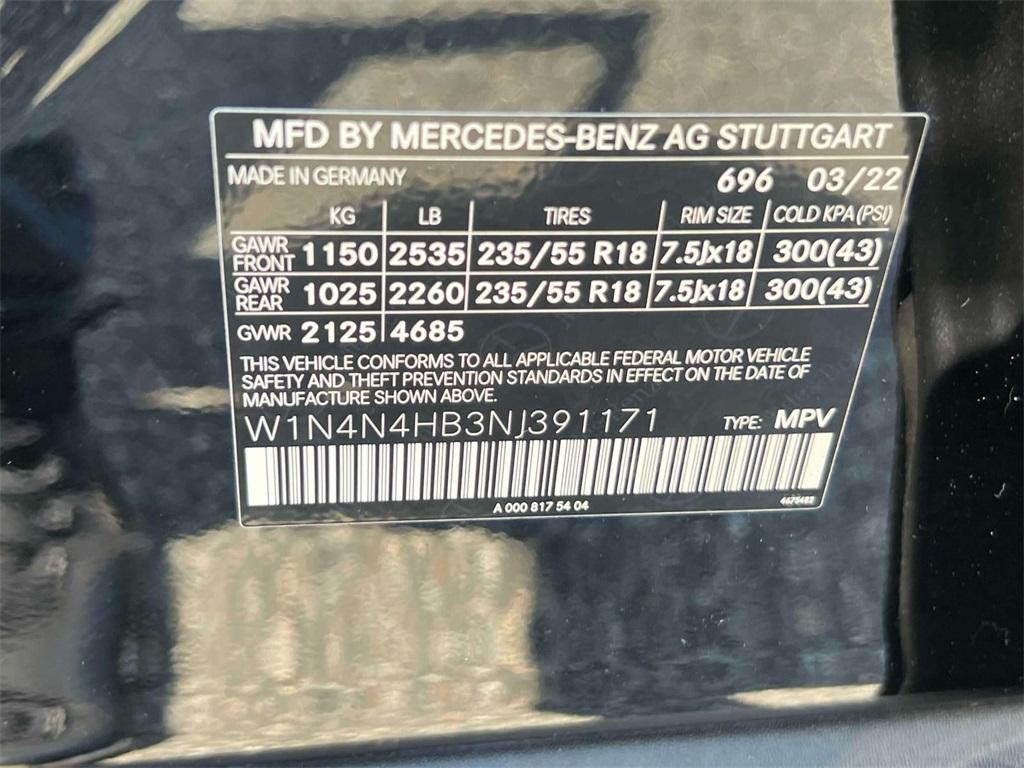 MFD BY MERCEDES-BENZ AG STUTTGART
MADE IN GERMANY 696 03/22
KG LB TIRES RIM SIZE COLD KPA (PSI)
GAWR FRONT 1150 2535 235/55 R18 7.5Jx18 300(43)
GAWR REAR 1025 2260 235/55 R18 7.5Jx18 300(43)
GVWR 2125 4685
THIS VEHICLE CONFORMS TO ALL APPLICABLE FEDERAL MOTOR VEHICLE
SAFETY AND THEFT PREVENTION STANDARDS IN EFFECT ON THE DATE OF
MANUFACTURE SHOWN ABOVE.
W1N4N4HB3NJ391171 TYPE: MPV
A 000 817 54 04 4675482